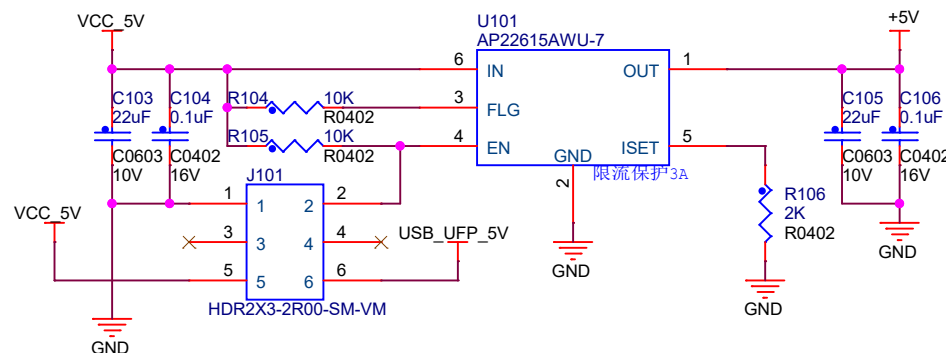 VCC_5V
U101
AP22615AWU-7
+5V
6
IN
OUT
1
C103
22uF
C0603
10V
C104
0.1uF
C0402
16V
R104
10K
R0402
3
FLG
R105
10K
R0402
4
EN
GND
2
ISET
5
限流保护3A
C105
22uF
C0603
10V
C106
0.1uF
C0402
16V
J101
1
1
2
2
3
3
4
4
5
5
6
6
HDR2X3-2R00-SM-VM
VCC_5V
USB_UFP_5V
R106
2K
R0402
GND
GND
GND
GND